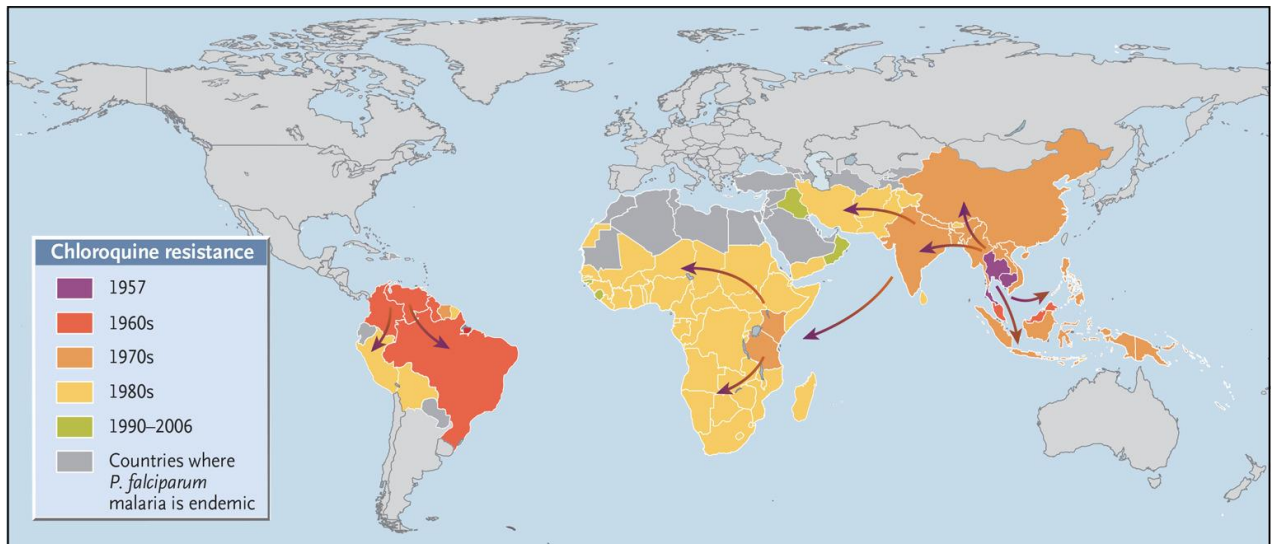 Chloroquine resistance
1957
1960s
1970s
1980s
1990–2006
Countries where
P. falciparum
malaria is endemic